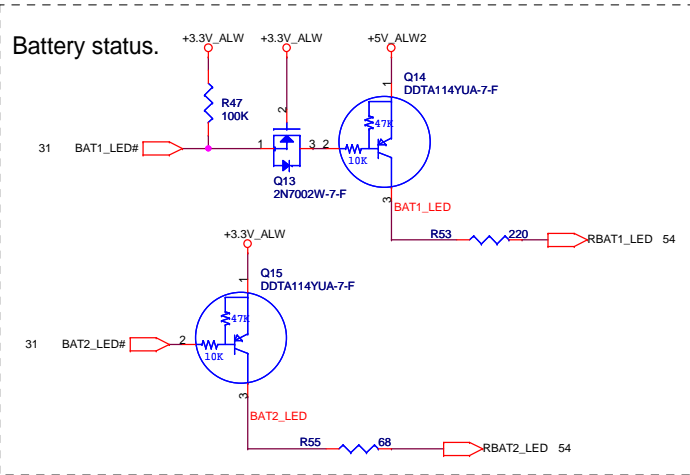 Battery status.
+3.3V_ALW
+3.3V_ALW
+5V_ALW2
R47
100K
Q14
DDTA114YUA-7-F
1
2
47K
10K
31 BAT1_LED#
1
3
2
Q13
2N7002W-7-F
3
BAT1_LED
R53
220
RBAT1_LED 54
+3.3V_ALW
Q15
DDTA114YUA-7-F
1
47K
10K
31 BAT2_LED#
2
3
BAT2_LED
R55
68
RBAT2_LED 54